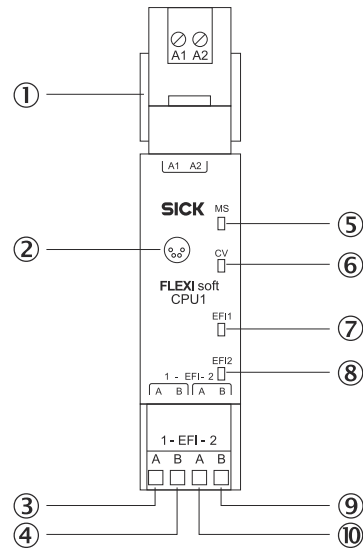 A1 A2
①
A1 A2
SICK MS
⑤
②
CV
⑥
FLEXI soft
CPU1
EFI1
⑦
EFI2
⑧
1 - EFI - 2
A B A B
1 - EFI - 2
A B A B
③ ⑨
④ ⑩